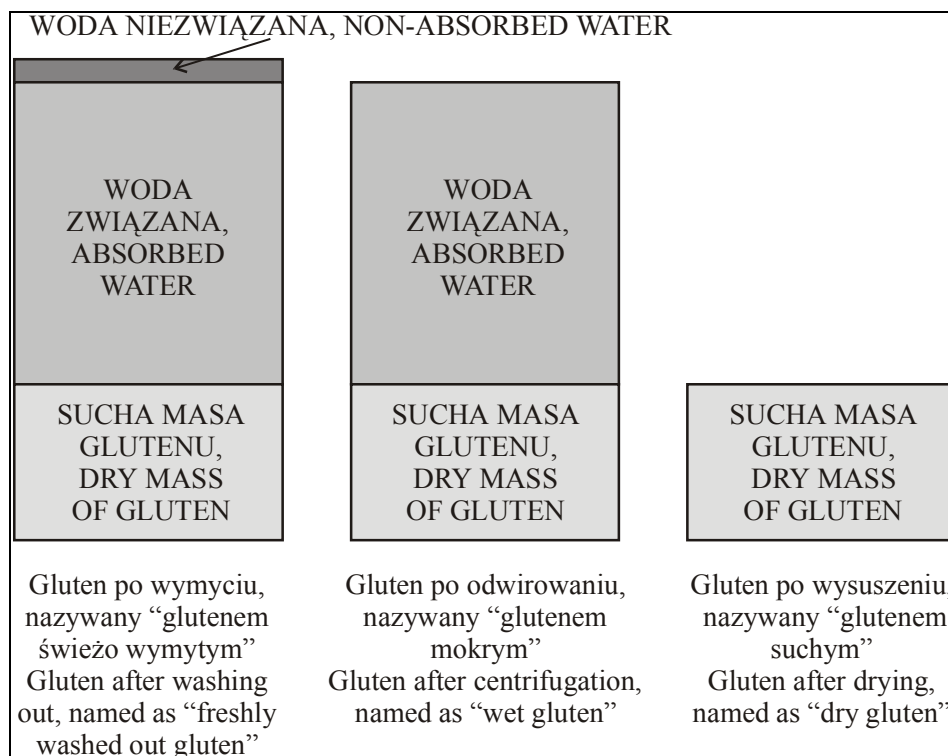 WODA NIEZWIĄZANA, NON-ABSORBED WATER
WODA
ZWIĄZANA,
ABSORBED
WATER
SUCHA MASA
GLUTENU,
DRY MASS
OF GLUTEN
Gluten po wymyciu,
nazywany “glutenem
świeżo wymytym”
Gluten after washing
out, named as “freshly
washed out gluten”
WODA
ZWIĄZANA,
ABSORBED
WATER
SUCHA MASA
GLUTENU,
DRY MASS
OF GLUTEN
Gluten po odwirowaniu,
nazywany “glutenem
mokrym”
Gluten after centrifugation,
named as “wet gluten”
SUCHA MASA
GLUTENU,
DRY MASS
OF GLUTEN
Gluten po wysuszeniu,
nazywany “glutenem
suchym”
Gluten after drying,
named as “dry gluten”